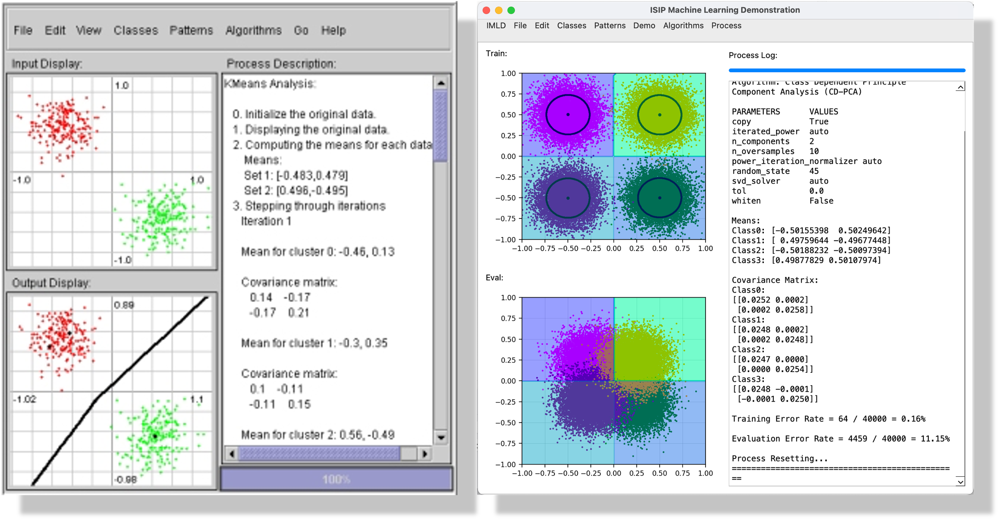 File Edit View Classes Patterns Algorithms Go Help
Input Display:
1.0
-1.0
1.0
-1.0
Output Display:
0.89
-1.02
1.1
-0.98
Process Description:
KMeans Analysis:
0. Initialize the original data.
1. Displaying the original data.
2. Computing the means for each data
Means:
Set 1: [-0.483,0.479]
Set 2: [0.496,-0.495]
3. Stepping through iterations
Iteration 1
Mean for cluster 0: -0.46, 0.13
Covariance matrix:
0.14 -0.17
-0.17 0.21
Mean for cluster 1: -0.3, 0.35
Covariance matrix:
0.1 -0.11
-0.11 0.15
Mean for cluster 2: 0.56, -0.49
100%
ISIP Machine Learning Demonstration
IMLD File Edit Classes Patterns Demo Algorithms Process
Train:
1.00
0.75
0.50
0.25
0.00
−0.25
−0.50
−0.75
−1.00
−1.00 −0.75 −0.50 −0.25 0.00 0.25 0.50 0.75 1.00
Eval:
1.00
0.75
0.50
0.25
0.00
−0.25
−0.50
−0.75
−1.00
−1.00 −0.75 −0.50 −0.25 0.00 0.25 0.50 0.75 1.00
Process Log:
Algorithm: Class Dependent Principle
Component Analysis (CD-PCA)
PARAMETERS VALUES
copy True
iterated_power auto
n_components 2
n_oversamples 10
power_iteration_normalizer auto
random_state 45
svd_solver auto
tol 0.0
whiten False
Means:
Class0: [-0.50155398 0.50249642]
Class1: [ 0.49759644 -0.49677448]
Class2: [-0.50188232 -0.50097394]
Class3: [0.49877829 0.50107974]
Covariance Matrix:
Class0:
[[0.0252 0.0002]
[0.0002 0.0258]]
Class1:
[[0.0248 0.0002]
[0.0002 0.0248]]
Class2:
[[0.0247 0.0000]
[0.0000 0.0254]]
Class3:
[[0.0248 -0.0001]
[-0.0001 0.0250]]
Training Error Rate = 64 / 40000 = 0.16%
Evaluation Error Rate = 4459 / 40000 = 11.15%
Process Resetting...
=============================================
==